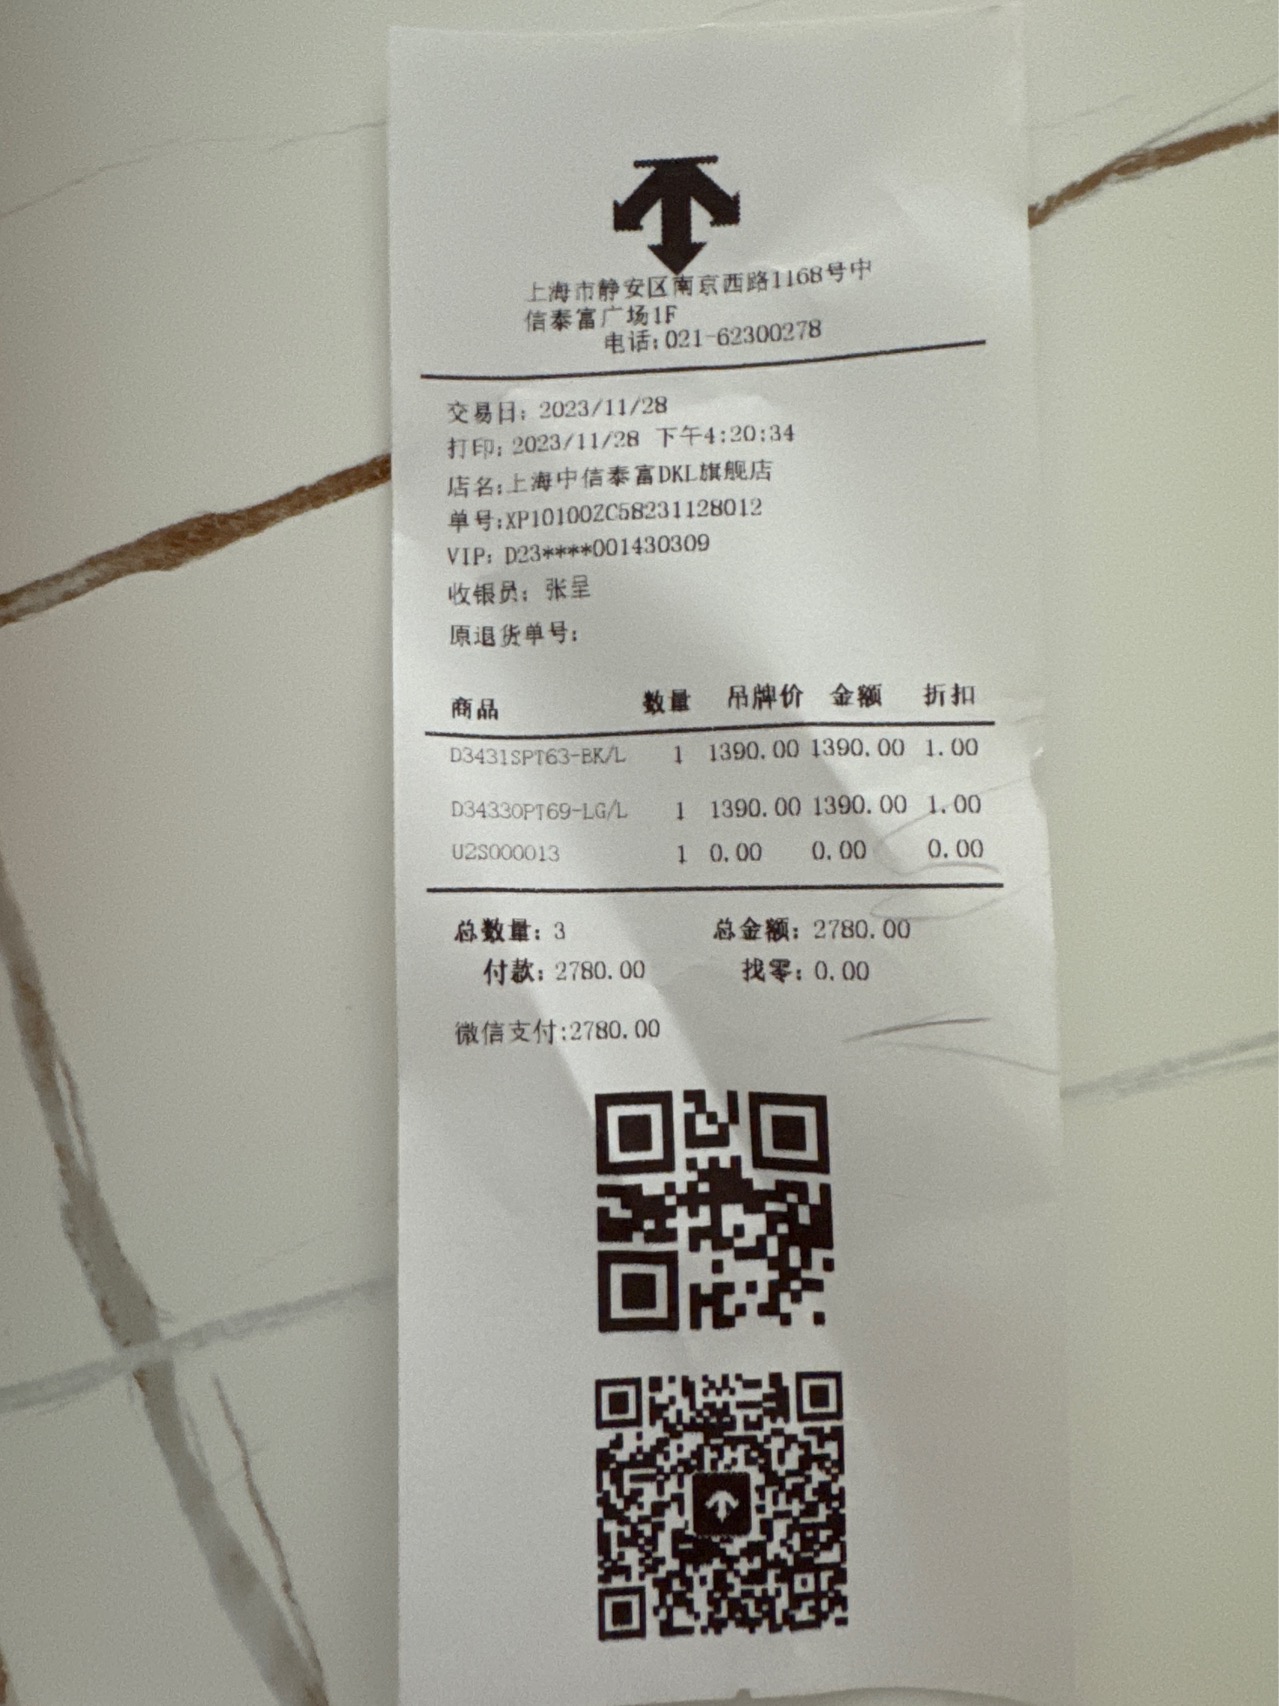 上海市静安区南京西路1168号中
信泰富广场1F
电话:021-62300278
交易日: 2023/11/28
打印: 2023/11/28 下午4:20:34
店名:上海中信泰富DKL旗舰店
单号:XP10100ZC58231128012
VIP: D23****001430309
收银员: 张呈
原退货单号:
商品 数量 吊牌价 金额 折扣
D3431SPT63-BK/L 1 1390.00 1390.00 1.00
D34330PT69-LG/L 1 1390.00 1390.00 1.00
U2S000013 1 0.00 0.00 0.00
总数量: 3 总金额: 2780.00
付款: 2780.00 找零: 0.00
微信支付:2780.00